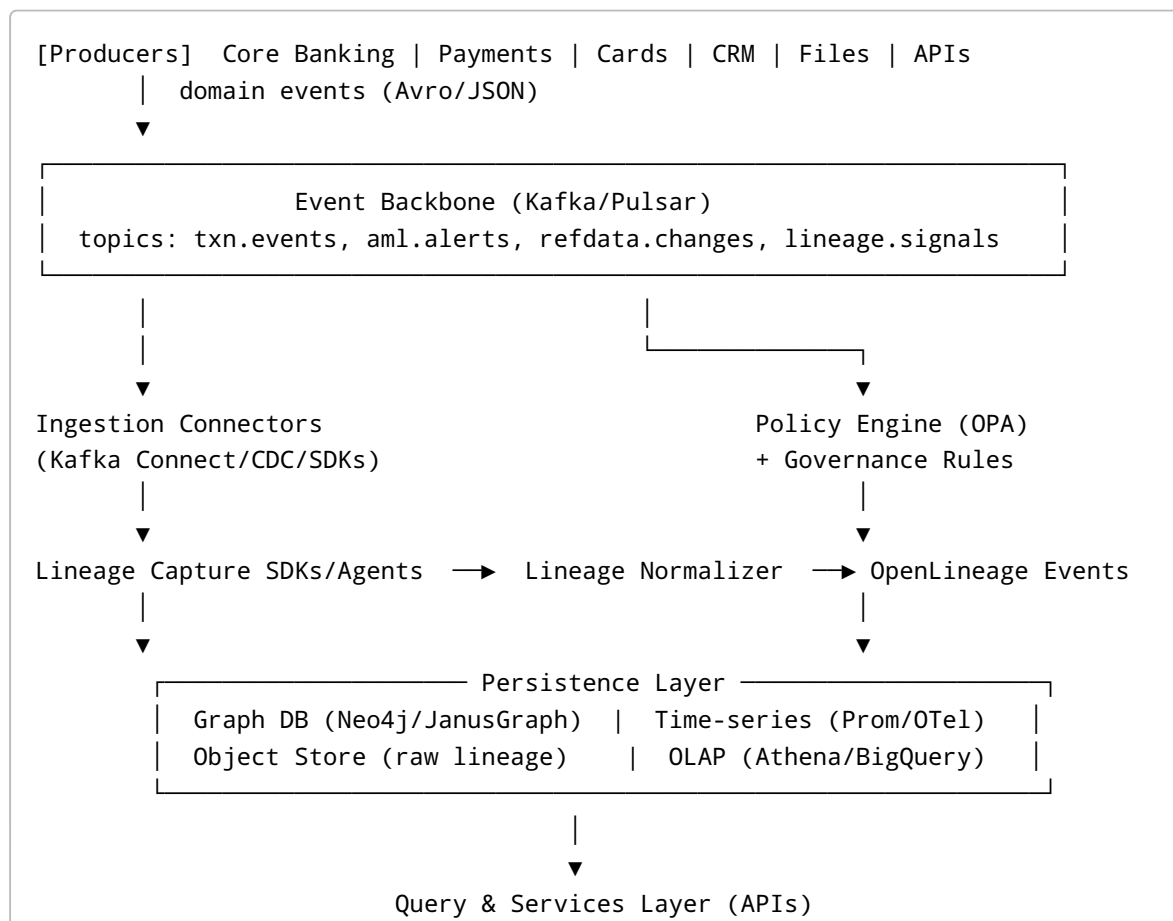 [Producers]  Core Banking | Payments | Cards | CRM | Files | APIs
domain events (Avro/JSON)
Event Backbone (Kafka/Pulsar)
topics: txn.events, aml.alerts, refdata.changes, lineage.signals
Ingestion Connectors    Policy Engine (OPA)
(Kafka Connect/CDC/SDKs)    + Governance Rules
Lineage Capture SDKs/Agents ──▶ Lineage Normalizer ──▶ OpenLineage Events
Persistence Layer
Graph DB (Neo4j/JanusGraph)  |  Time-series (Prom/OTel)
Object Store (raw lineage)  |  OLAP (Athena/BigQuery)
Query & Services Layer (APIs)